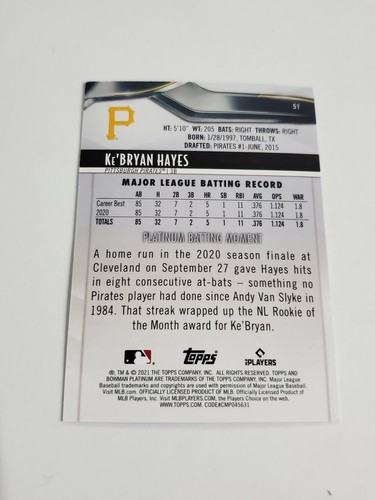 P
59
HT: 5'10" WT: 205 BATS: RIGHT THROWS: RIGHT
BORN: 1/28/1997, TOMBALL, TX
DRAFTED: PIRATES #1-JUNE, 2015
KE'BRYAN HAYES
PITTSBURGH PIRATES | 3B
MAJOR LEAGUE BATTING RECORD
AB H 2B 3B HR SB RBI AVG OPS WAR
Career Best 85 32 7 2 5 1 11 .376 1.124 1.8
2020 85 32 7 2 5 1 11 .376 1.124 1.8
TOTALS 85 32 7 2 5 1 11 .376 1.124 1.8
PLATINUM BATTING MOMENT
A home run in the 2020 season finale at
Cleveland on September 27 gave Hayes hits
in eight consecutive at-bats – something no
Pirates player had done since Andy Van Slyke in
1984. That streak wrapped up the NL Rookie of
the Month award for Ke'Bryan.
Topps
PLAYERS
®, TM & © 2021 THE TOPPS COMPANY, INC. ALL RIGHTS RESERVED. TOPPS AND
BOWMAN PLATINUM ARE TRADEMARKS OF THE TOPPS COMPANY, INC. Major League
Baseball trademarks and copyrights are used with permission of Major League Baseball.
Visit MLB.com. OFFICIALLY LICENSED PRODUCT OF MLB. Officially Licensed Product of
MLB Players, Inc. Visit MLBPLAYERS.com, the Players Choice on the web.
WWW.TOPPS.COM. CODE#CMP045631